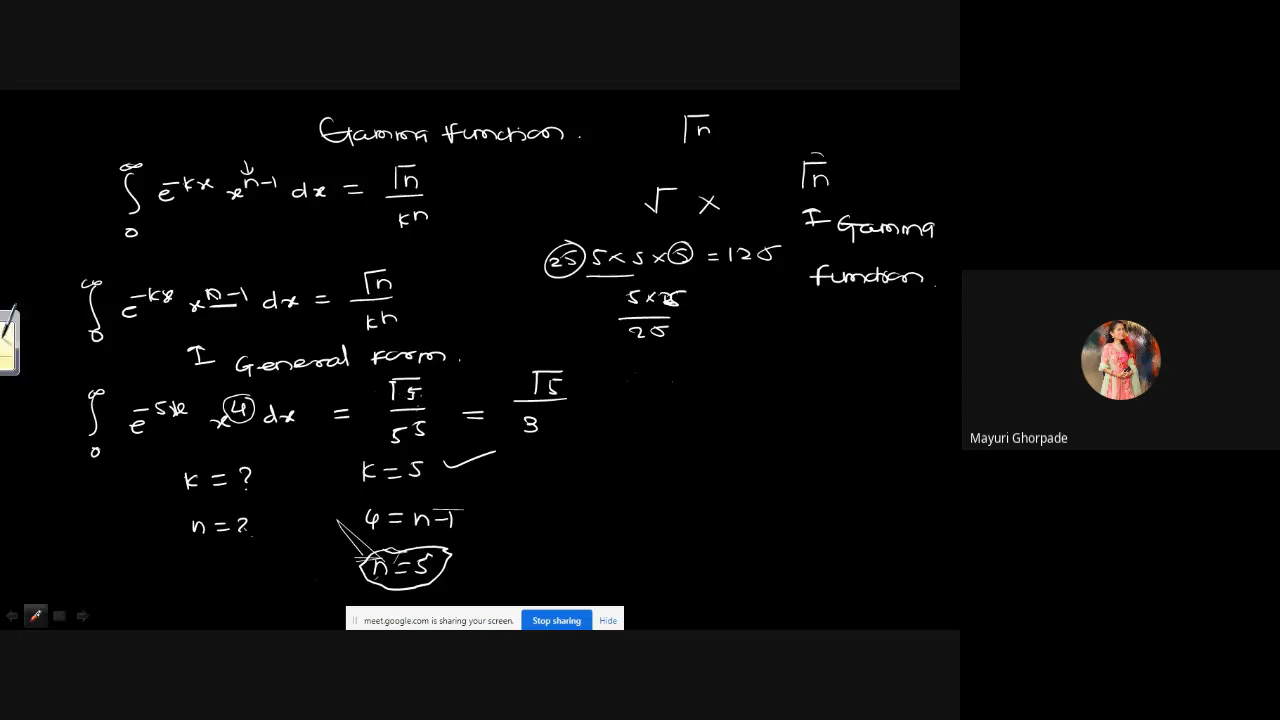 Gamma function.
Γn
∞∫0 e^-kx x^n-1 dx = Γn / k^n
√ ×
Γn
I Gamma
function.
25 5×5×5 = 125
5×25 / 25
∞∫0 e^-kx x^n-1 dx = Γn / k^n
I General form.
∞∫0 e^-5x x^4 dx = Γ5 / 5^5 = Γ5 / 3
k = ? k = 5 ✓
n = ? 4 = n-1
n = 5
meet.google.com is sharing your screen. Stop sharing Hide
Mayuri Ghorpade